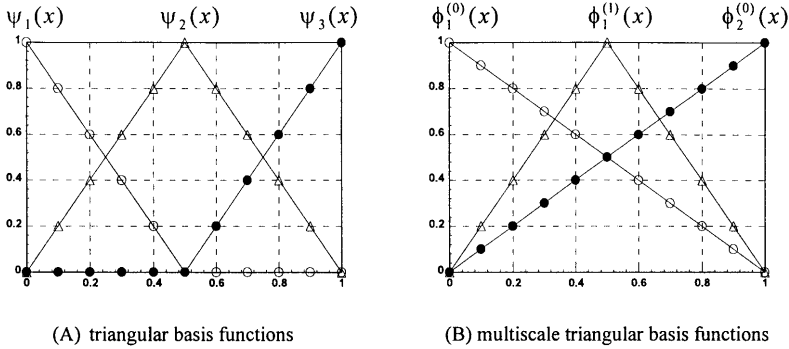 ψ₁(x) ψ₂(x) ψ₃(x)
1
0.8
0.6
0.4
0.2
0
0 0.2 0.4 0.6 0.8 1
(A) triangular basis functions
ϕ₁⁽⁰⁾(x) ϕ₁⁽¹⁾(x) ϕ₂⁽⁰⁾(x)
1
0.8
0.6
0.4
0.2
0
0 0.2 0.4 0.6 0.8 1
(B) multiscale triangular basis functions